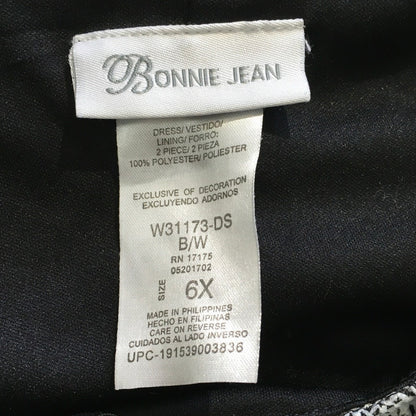 BONNIE JEAN
DRESS/VESTIDO/
LINING/FORRO:
2 PIECE/2 PIEZA
100% POLYESTER/POLIESTER
EXCLUSIVE OF DECORATION
EXCLUYENDO ADORNOS
W31173-DS
B/W
RN 17175
05201702
SIZE 6X
MADE IN PHILIPPINES
HECHO EN FILIPINAS
CARE ON REVERSE
CUIDADOS AL LADO INVERSO
UPC-191539003836